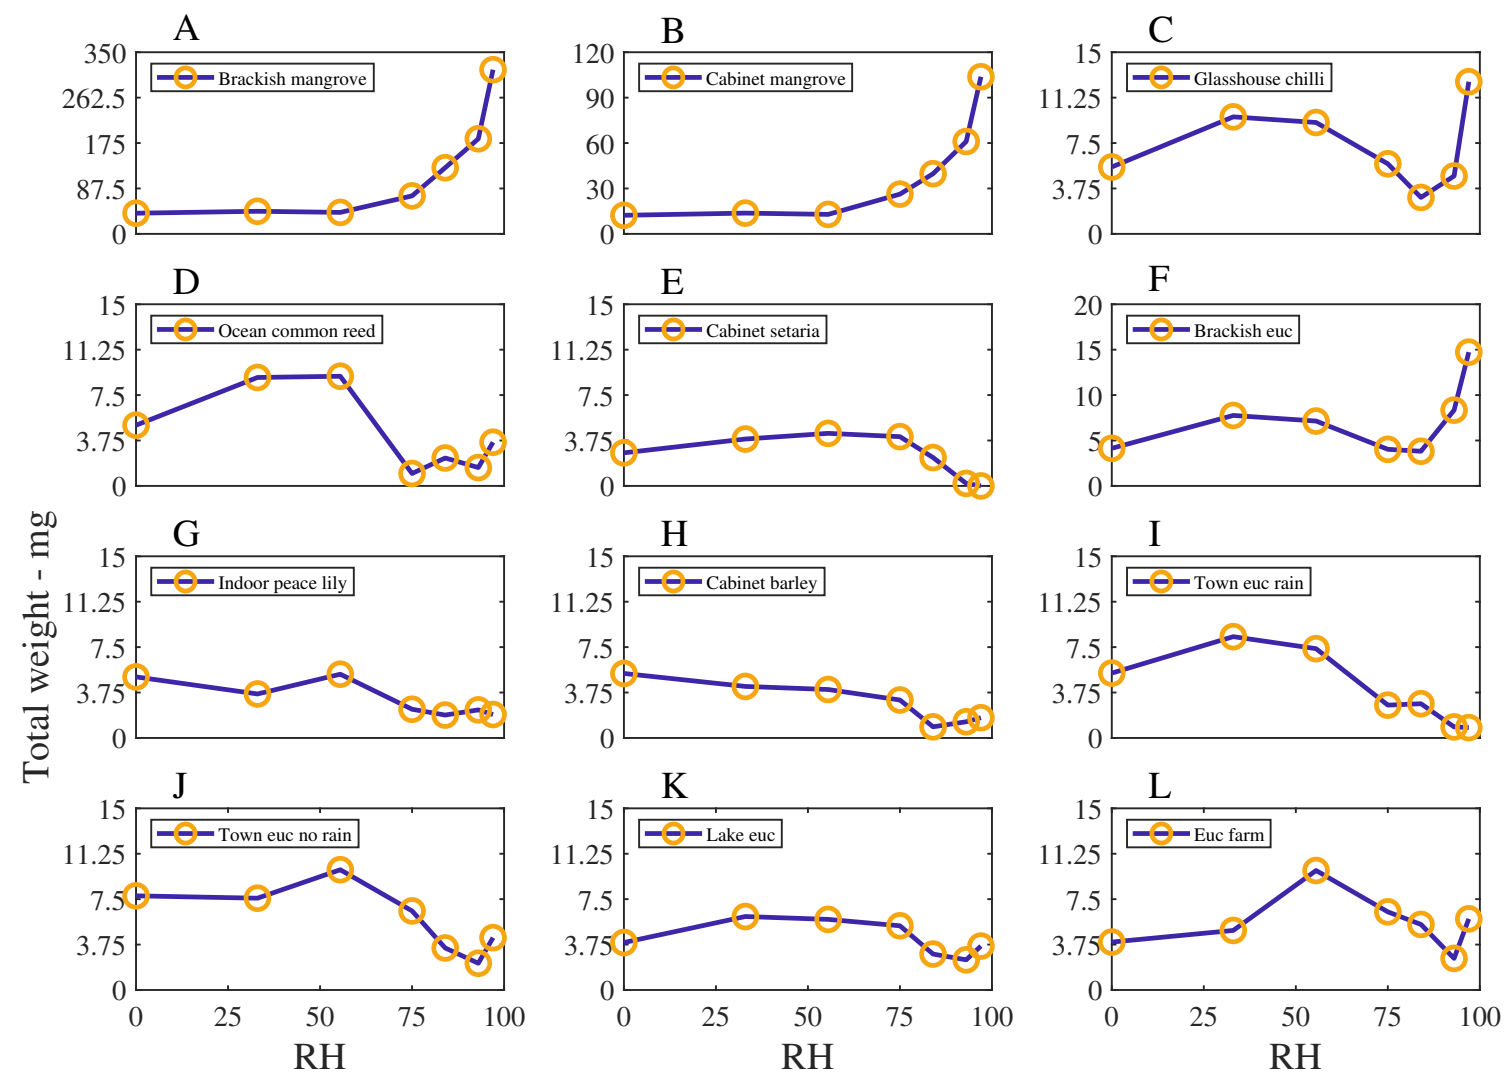 A
B
C
350
262.5
175
87.5
0
Brackish mangrove
120
90
60
30
0
Cabinet mangrove
15
11.25
7.5
3.75
0
Glasshouse chilli
D
E
F
15
11.25
7.5
3.75
0
Ocean common reed
15
11.25
7.5
3.75
0
Cabinet setaria
20
15
10
5
0
Brackish euc
Total weight - mg
G
H
I
15
11.25
7.5
3.75
0
Indoor peace lily
15
11.25
7.5
3.75
0
Cabinet barley
15
11.25
7.5
3.75
0
Town euc rain
J
K
L
15
11.25
7.5
3.75
0
Town euc no rain
15
11.25
7.5
3.75
0
Lake euc
15
11.25
7.5
3.75
0
Euc farm
0 25 50 75 100
0 25 50 75 100
0 25 50 75 100
RH
RH
RH